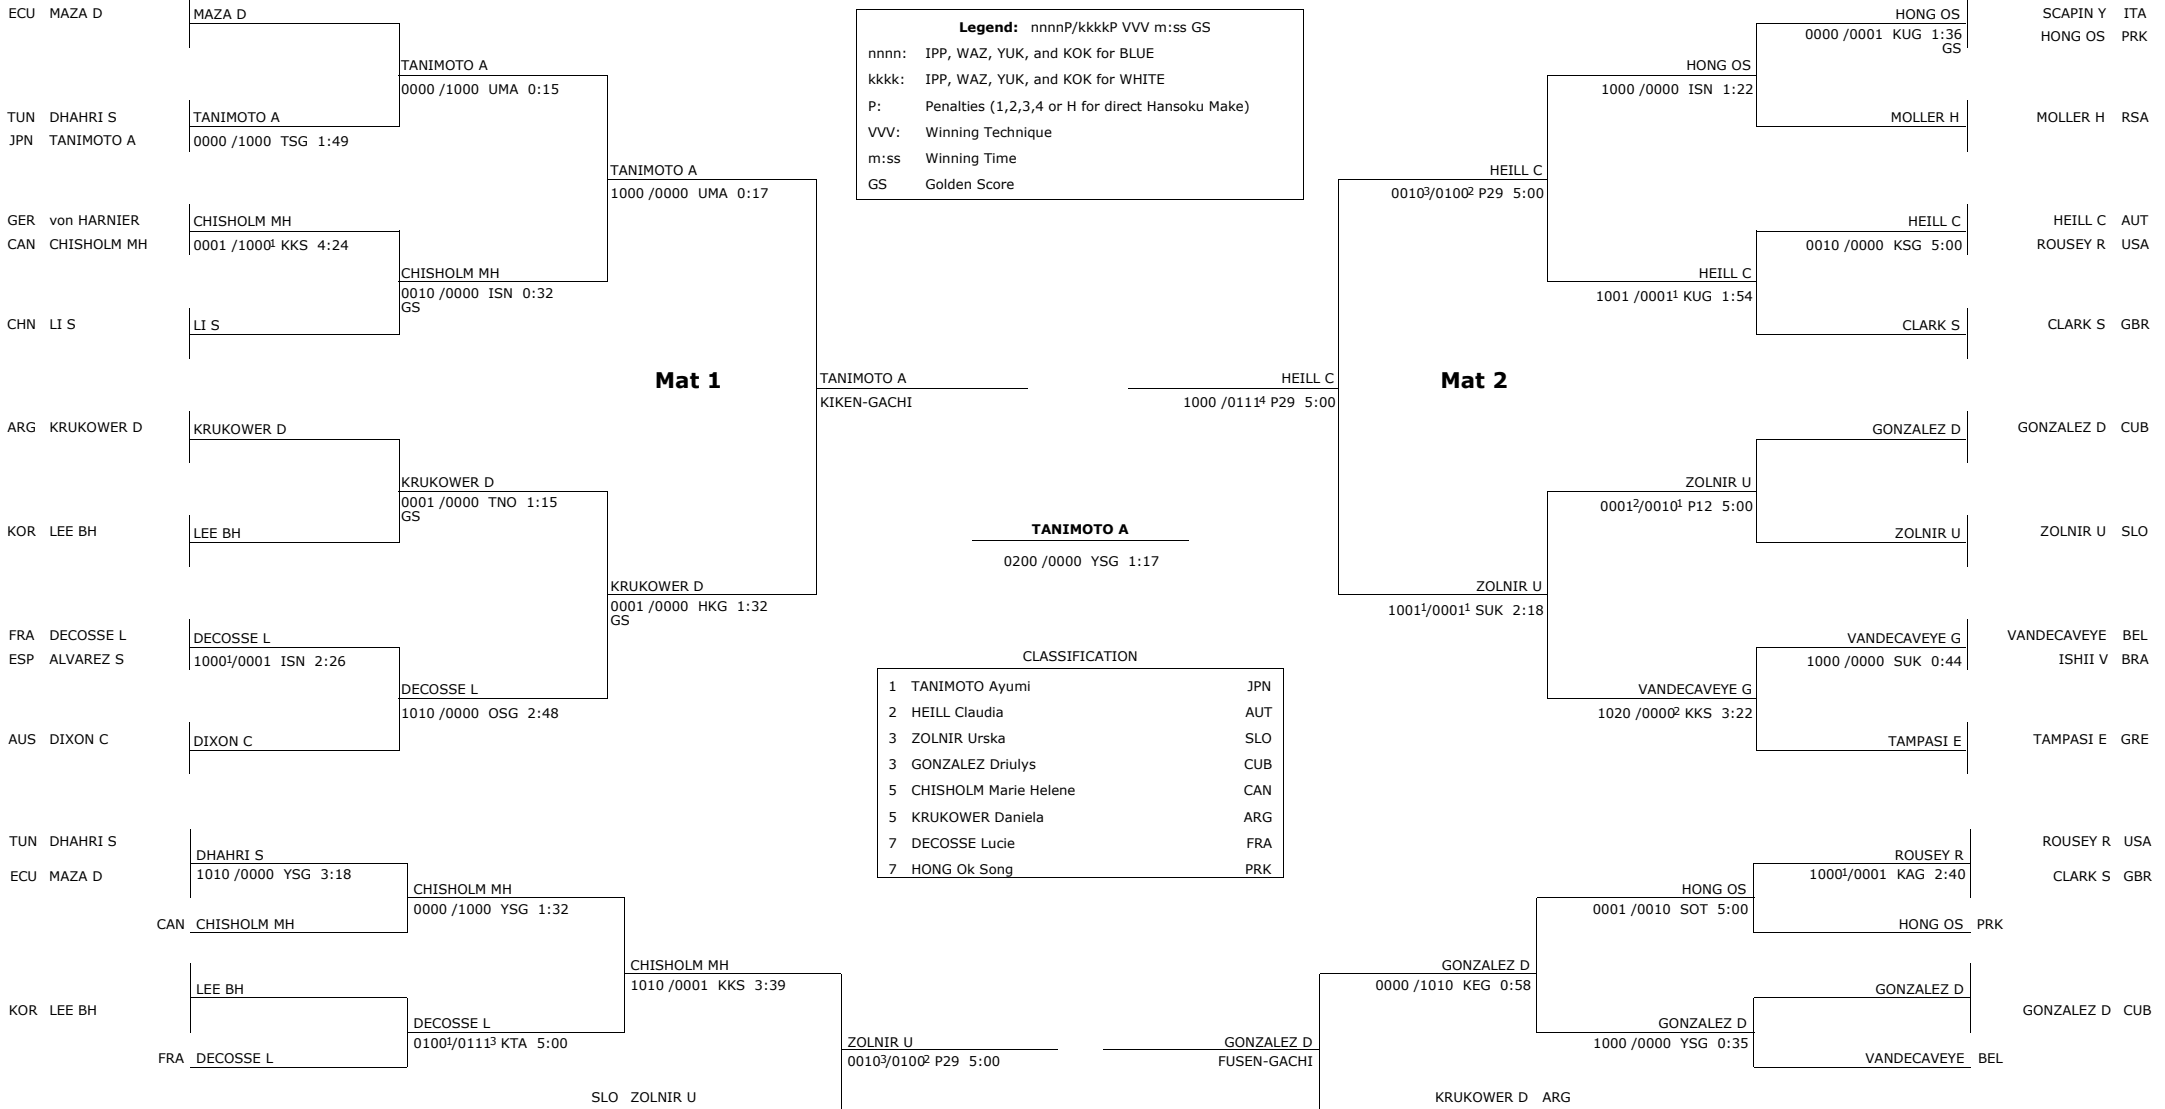 ECU MAZA D
TUN DHAHRI S
JPN TANIMOTO A
GER von HARNIER
CAN CHISHOLM MH
CHN LI S
ARG KRUKOWER D
KOR LEE BH
FRA DECOSSE L
ESP ALVAREZ S
AUS DIXON C
MAZA D
TANIMOTO A
0000 /1000 TSG 1:49
CHISHOLM MH
0001 /1000¹ KKS 4:24
LI S
KRUKOWER D
LEE BH
DECOSSE L
1000¹/0001 ISN 2:26
DIXON C
TANIMOTO A
0000 /1000 UMA 0:15
CHISHOLM MH
0010 /0000 ISN 0:32
GS
KRUKOWER D
0001 /0000 TNO 1:15
GS
DECOSSE L
1010 /0000 OSG 2:48
TANIMOTO A
1000 /0000 UMA 0:17
KRUKOWER D
0001 /0000 HKG 1:32
GS
Mat 1
TANIMOTO A
KIKEN-GACHI
Legend: nnnnP/kkkkP VVV m:ss GS
nnnn: IPP, WAZ, YUK, and KOK for BLUE
kkkk: IPP, WAZ, YUK, and KOK for WHITE
P: Penalties (1,2,3,4 or H for direct Hansoku Make)
VVV: Winning Technique
m:ss Winning Time
GS Golden Score
TANIMOTO A
0200 /0000 YSG 1:17
CLASSIFICATION
1 TANIMOTO Ayumi JPN
2 HEILL Claudia AUT
3 ZOLNIR Urska SLO
3 GONZALEZ Driulys CUB
5 CHISHOLM Marie Helene CAN
5 KRUKOWER Daniela ARG
7 DECOSSE Lucie FRA
7 HONG Ok Song PRK
HEILL C
1000 /0111⁴ P29 5:00
Mat 2
HEILL C
0010³/0100² P29 5:00
ZOLNIR U
1001¹/0001¹ SUK 2:18
HONG OS
1000 /0000 ISN 1:22
HEILL C
1001 /0001¹ KUG 1:54
ZOLNIR U
0001²/0010¹ P12 5:00
VANDECAVEYE G
1020 /0000² KKS 3:22
HONG OS
0000 /0001 KUG 1:36
GS
MOLLER H
HEILL C
0010 /0000 KSG 5:00
CLARK S
GONZALEZ D
ZOLNIR U
VANDECAVEYE G
1000 /0000 SUK 0:44
TAMPASI E
SCAPIN Y ITA
HONG OS PRK
MOLLER H RSA
HEILL C AUT
ROUSEY R USA
CLARK S GBR
GONZALEZ D CUB
ZOLNIR U SLO
VANDECAVEYE BEL
ISHII V BRA
TAMPASI E GRE
TUN DHAHRI S
ECU MAZA D
DHAHRI S
1010 /0000 YSG 3:18
CAN CHISHOLM MH
KOR LEE BH
LEE BH
FRA DECOSSE L
CHISHOLM MH
0000 /1000 YSG 1:32
DECOSSE L
0100¹/0111³ KTA 5:00
CHISHOLM MH
1010 /0001 KKS 3:39
SLO ZOLNIR U
ZOLNIR U
0010³/0100² P29 5:00
GONZALEZ D
FUSEN-GACHI
GONZALEZ D
0000 /1010 KEG 0:58
KRUKOWER D ARG
HONG OS
0001 /0010 SOT 5:00
GONZALEZ D
1000 /0000 YSG 0:35
ROUSEY R
1000¹/0001 KAG 2:40
HONG OS PRK
GONZALEZ D
VANDECAVEYE BEL
ROUSEY R USA
CLARK S GBR
GONZALEZ D CUB